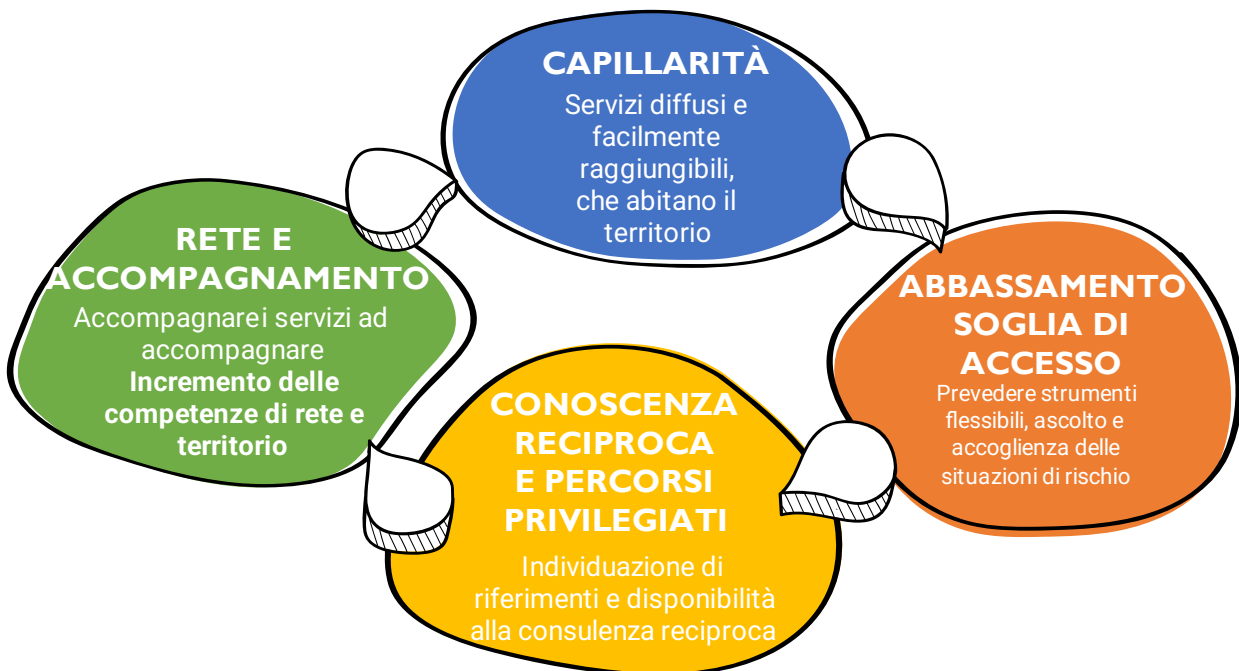 CAPILLARITÀ
Servizi diffusi e
facilmente
raggiungibili,
che abitano il
territorio
RETE E
ACCOMPAGNAMENTO
Accompagnare i servizi ad
accompagnare
Incremento delle
competenze di rete e
territorio
ABBASSAMENTO
SOGLIA DI
ACCESSO
Prevedere strumenti
flessibili, ascolto e
accoglienza delle
situazioni di rischio
CONOSCENZA
RECIPROCA
E PERCORSI
PRIVILEGIATI
Individuazione di
riferimenti e disponibilità
alla consulenza reciproca